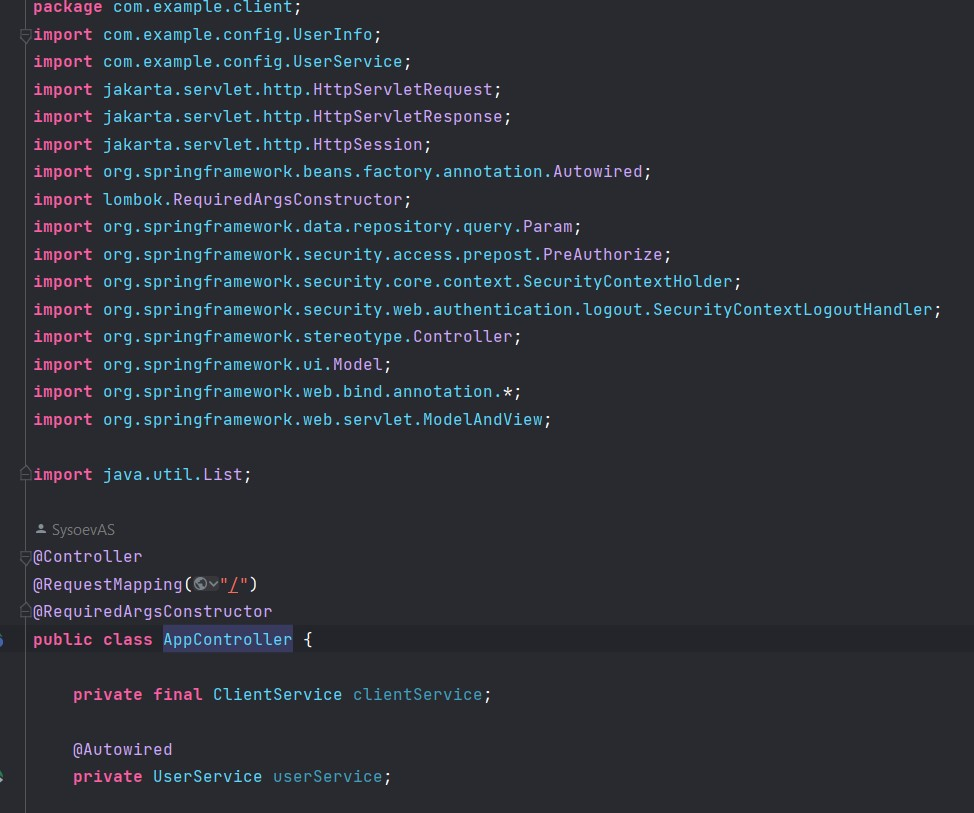 package com.example.client;
import com.example.config.UserInfo;
import com.example.config.UserService;
import jakarta.servlet.http.HttpServletRequest;
import jakarta.servlet.http.HttpServletResponse;
import jakarta.servlet.http.HttpSession;
import org.springframework.beans.factory.annotation.Autowired;
import lombok.RequiredArgsConstructor;
import org.springframework.data.repository.query.Param;
import org.springframework.security.access.prepost.PreAuthorize;
import org.springframework.security.core.context.SecurityContextHolder;
import org.springframework.security.web.authentication.logout.SecurityContextLogoutHandler;
import org.springframework.stereotype.Controller;
import org.springframework.ui.Model;
import org.springframework.web.bind.annotation.*;
import org.springframework.web.servlet.ModelAndView;
import java.util.List;
SysoevAS
@Controller
@RequestMapping("/")
@RequiredArgsConstructor
public class AppController {
private final ClientService clientService;
@Autowired
private UserService userService;